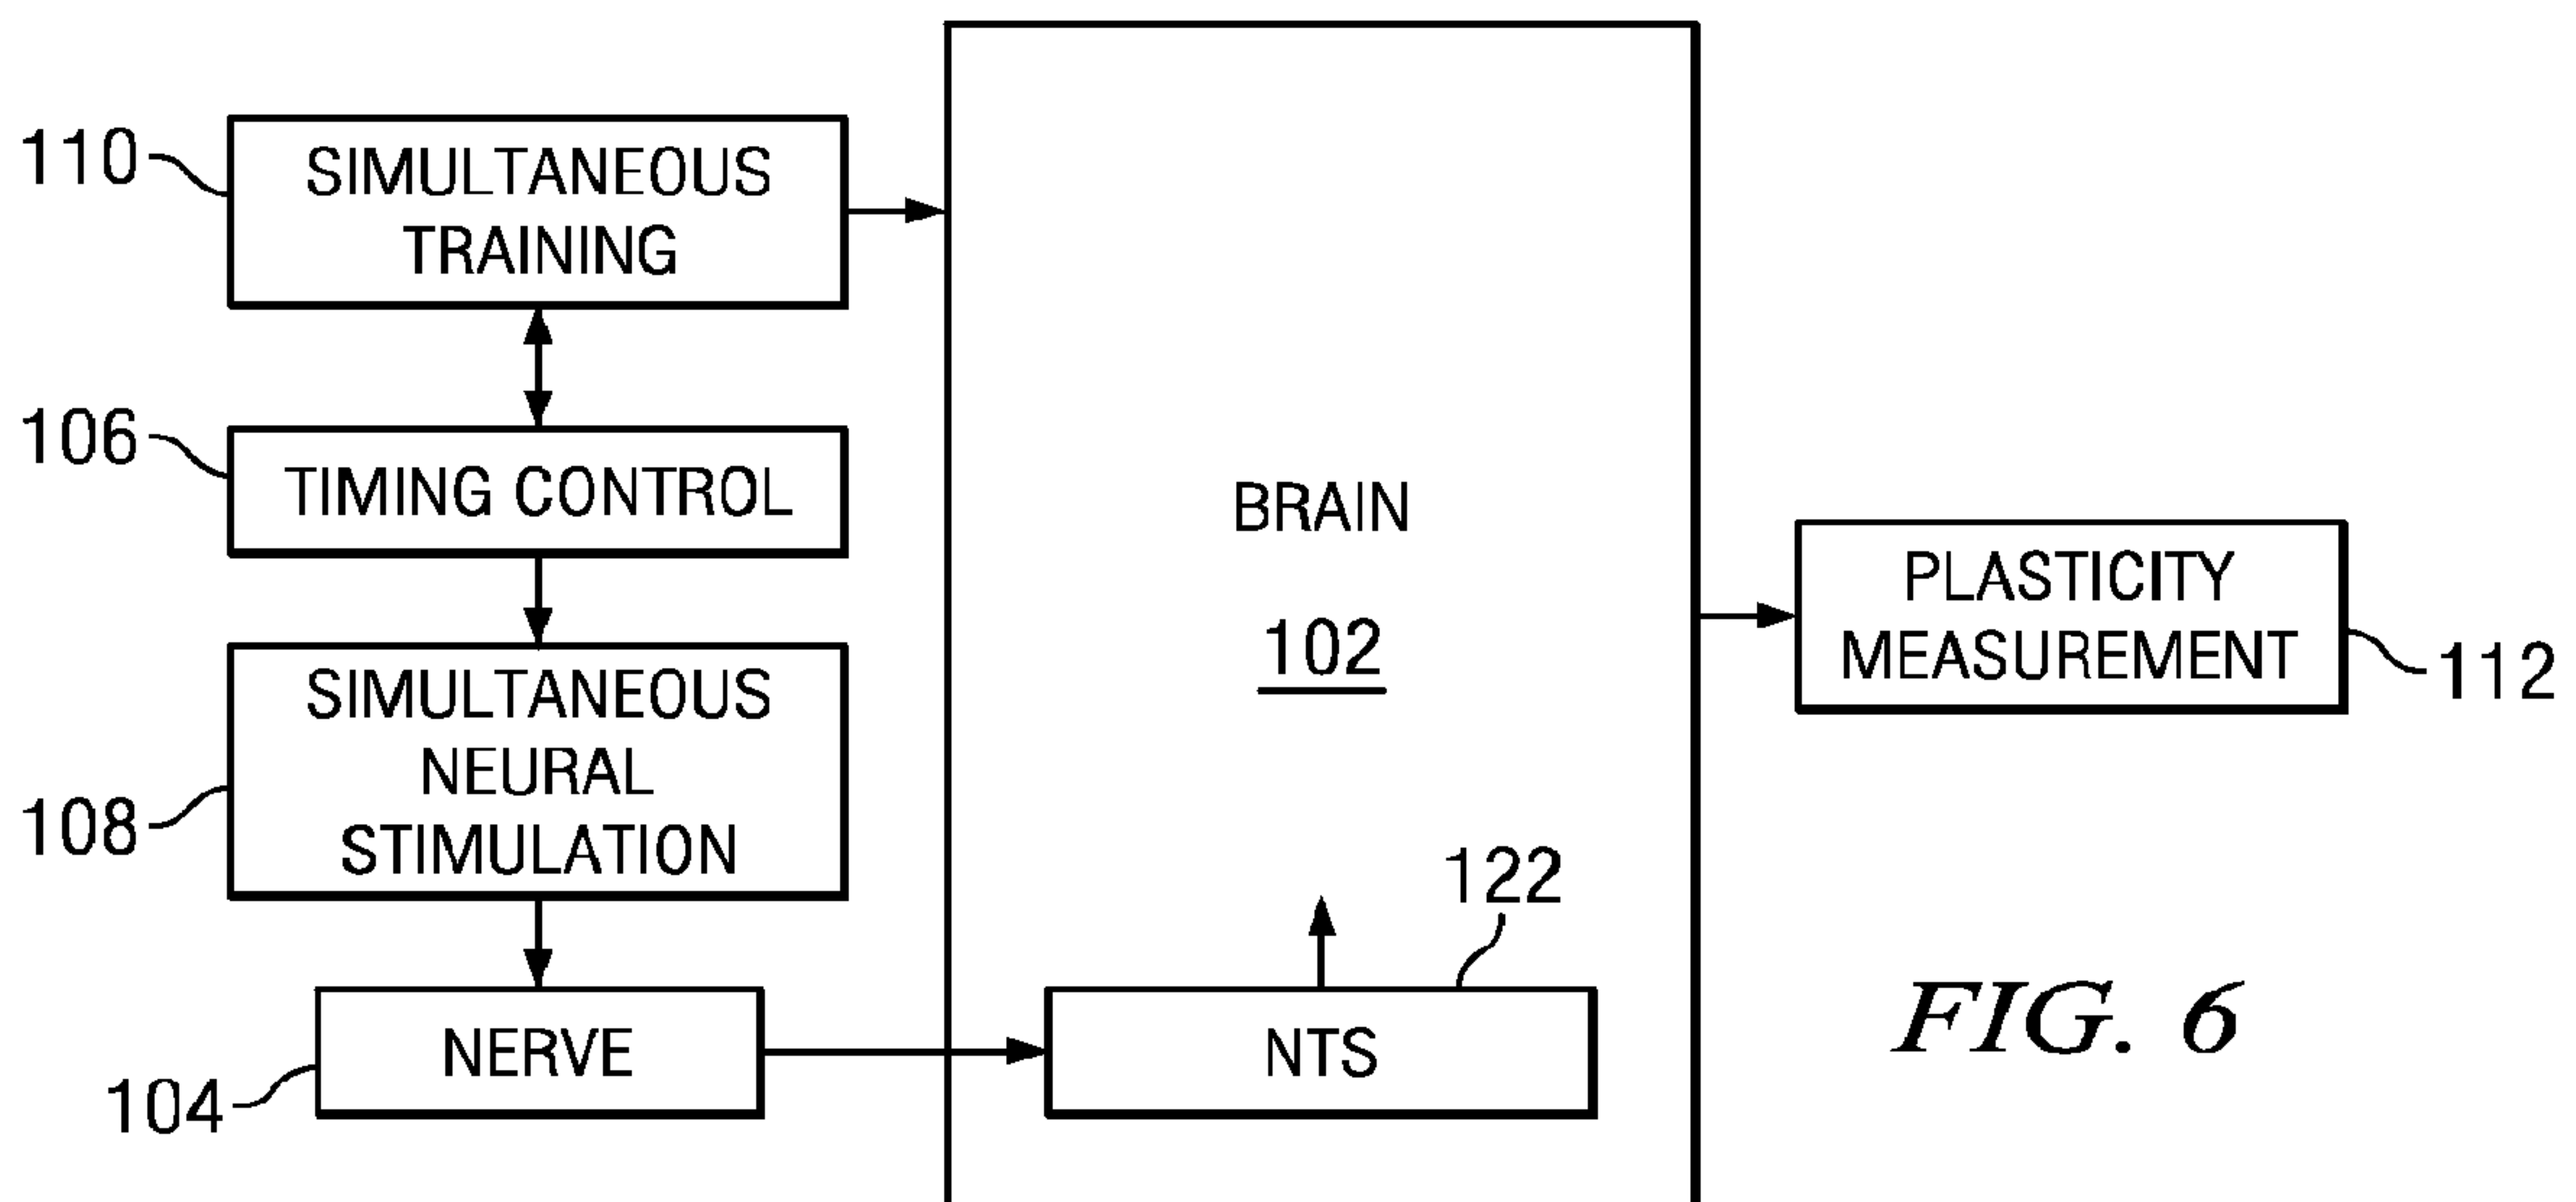 110
SIMULTANEOUS
TRAINING
106
TIMING CONTROL
108
SIMULTANEOUS
NEURAL
STIMULATION
104
NERVE
BRAIN
102
122
NTS
PLASTICITY
MEASUREMENT
112
FIG. 6